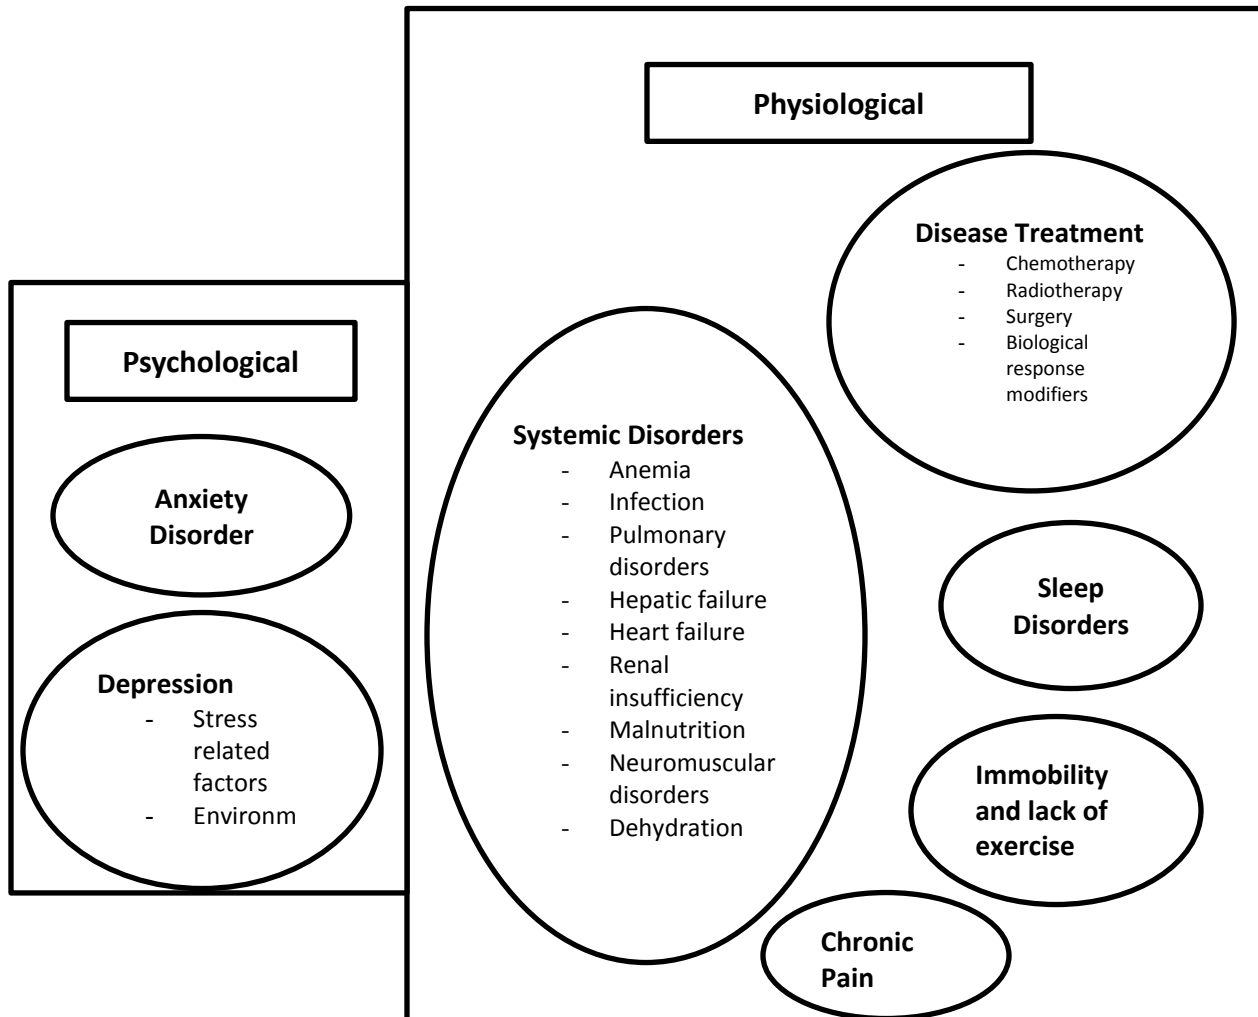 Physiological
Disease Treatment
- Chemotherapy
- Radiotherapy
- Surgery
- Biological
response
modifiers
Psychological
Anxiety
Disorder
Depression
- Stress
related
factors
- Environm
Systemic Disorders
- Anemia
- Infection
- Pulmonary
disorders
- Hepatic failure
- Heart failure
- Renal
insufficiency
- Malnutrition
- Neuromuscular
disorders
- Dehydration
Sleep
Disorders
Immobility
and lack of
exercise
Chronic
Pain